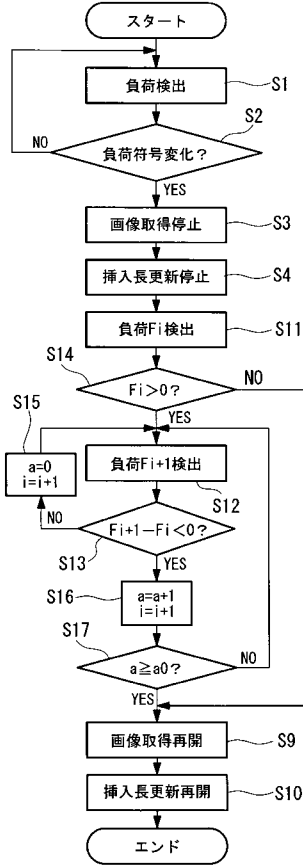 スタート
負荷検出
S1
S2
負荷符号変化?
NO
YES
画像取得停止
S3
挿入長更新停止
S4
負荷Fi検出
S11
S14
Fi>0?
NO
YES
S15
a=0
i=i+1
負荷Fi+1検出
S12
NO
Fi+1−Fi<0?
S13
YES
S16
a=a+1
i=i+1
S17
a≧a0?
NO
YES
画像取得再開
S9
挿入長更新再開
S10
エンド